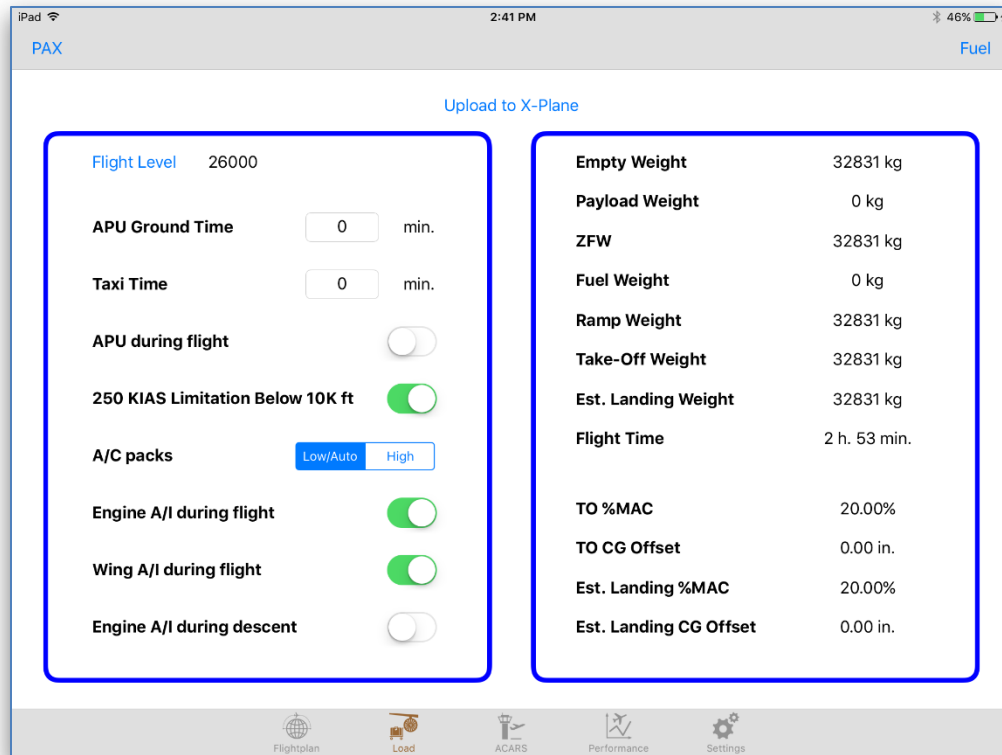 iPad 2:41 PM 46%
PAX Fuel
Upload to X-Plane
Flight Level 26000
APU Ground Time 0 min.
Taxi Time 0 min.
APU during flight
250 KIAS Limitation Below 10K ft
A/C packs Low/Auto High
Engine A/I during flight
Wing A/I during flight
Engine A/I during descent
Empty Weight 32831 kg
Payload Weight 0 kg
ZFW 32831 kg
Fuel Weight 0 kg
Ramp Weight 32831 kg
Take-Off Weight 32831 kg
Est. Landing Weight 32831 kg
Flight Time 2 h. 53 min.
TO %MAC 20.00%
TO CG Offset 0.00 in.
Est. Landing %MAC 20.00%
Est. Landing CG Offset 0.00 in.
Flightplan Load ACARS Performance Settings